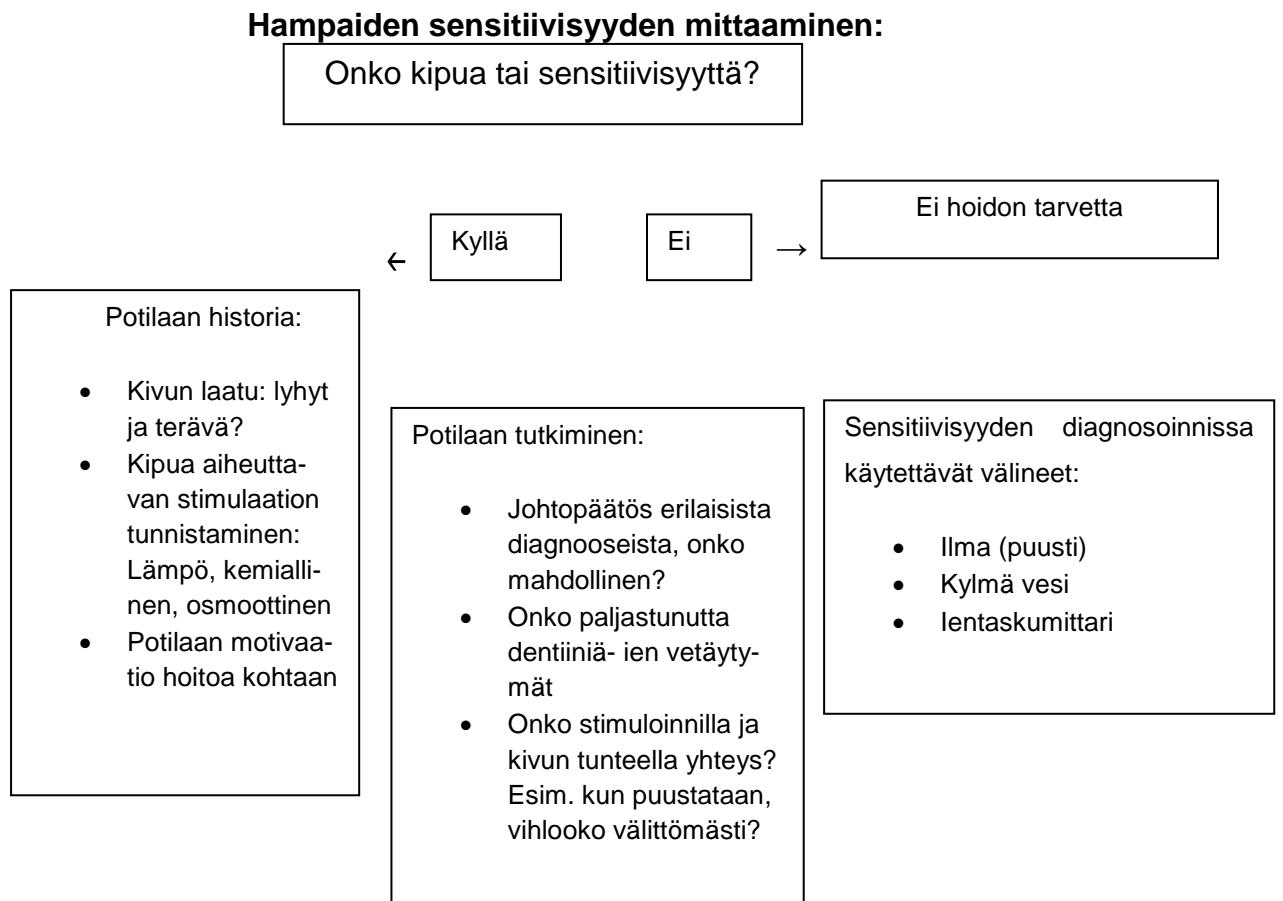 Hampaiden sensitiivisyyden mittaaminen:
Onko kipua tai sensitiivisyyttä?
Kyllä
Ei
Ei hoidon tarvetta
←
→
Potilaan historia:
• Kivun laatu: lyhyt
ja terävä?
• Kipua aiheutta-
van stimulaation
tunnistaminen:
Lämpö, kemialli-
nen, osmoottinen
• Potilaan motivaa-
tio hoitoa kohtaan
Potilaan tutkiminen:
• Johtopäätös erilaisista
diagnooseista, onko
mahdollinen?
• Onko paljastunutta
dentiiniä- ien vetäyty-
mät
• Onko stimuloinnilla ja
kivun tunteella yhteys?
Esim. kun puustataan,
vihlooko välittömästi?
Sensitiivisyyden diagnosoinnissa
käytettävät välineet:
• Ilma (puusti)
• Kylmä vesi
• Ientaskumittari